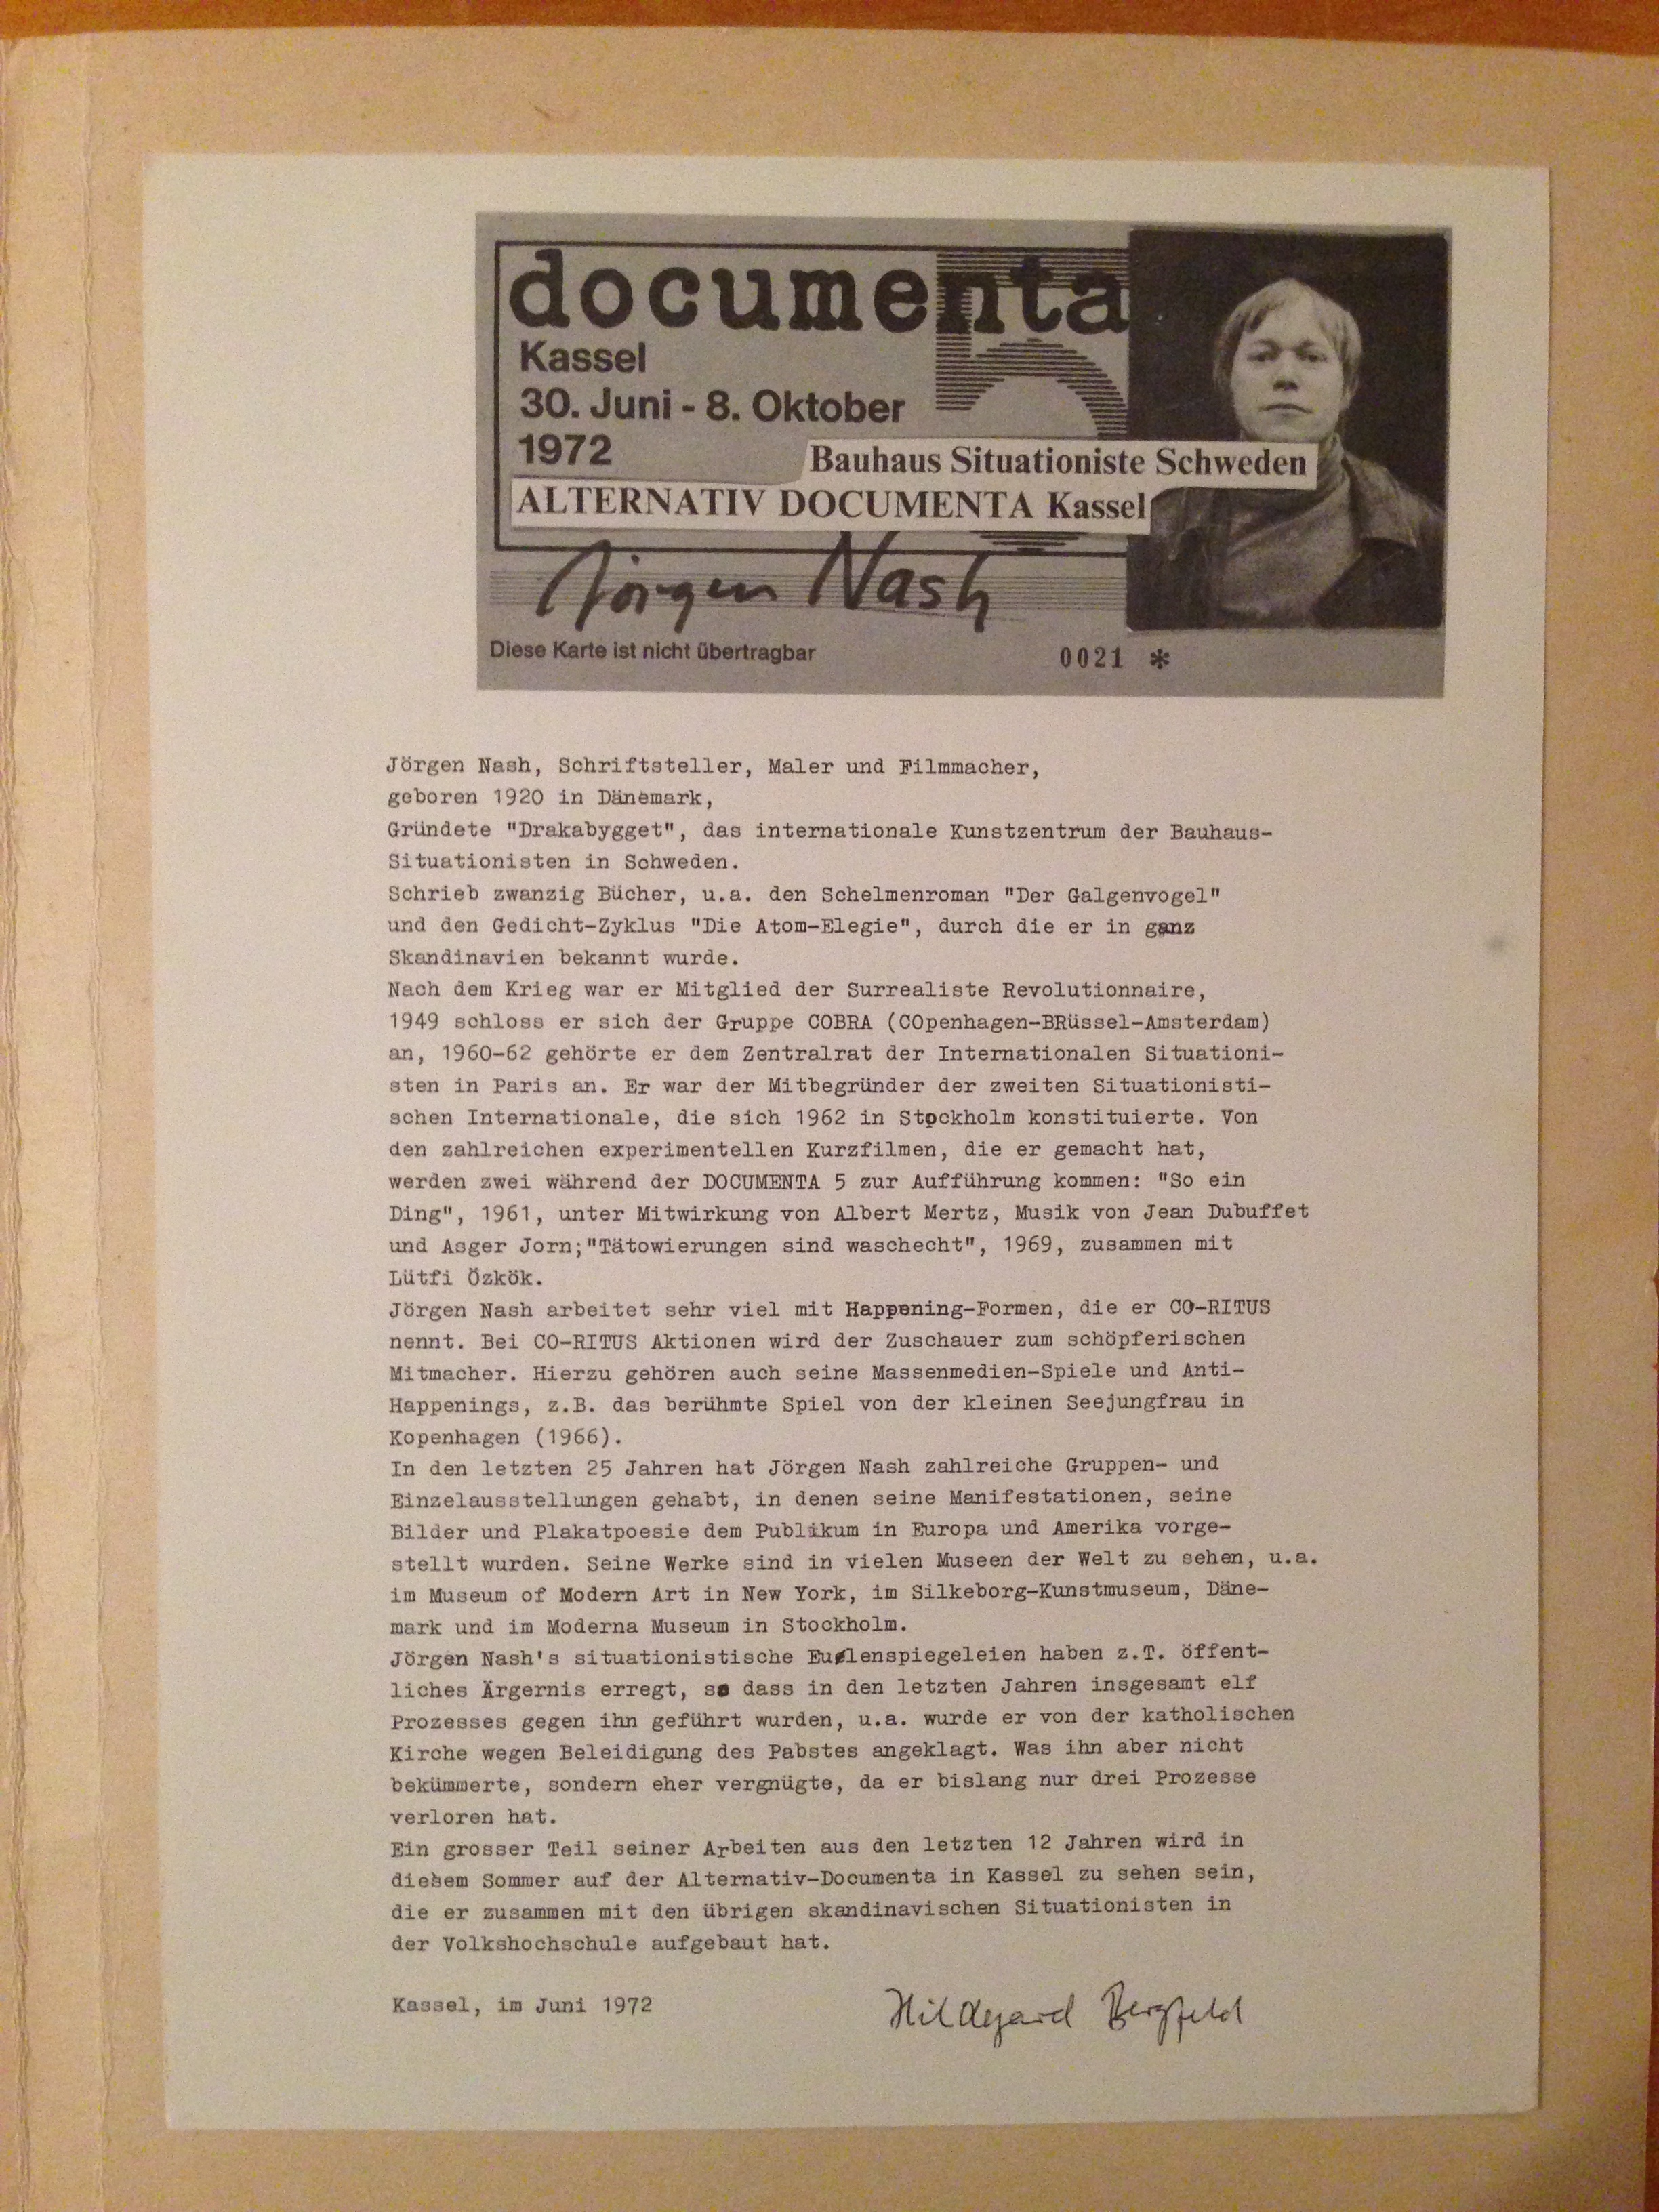 documenta
5
Kassel
30. Juni - 8. Oktober
1972
Bauhaus Situationiste Schweden
ALTERNATIV DOCUMENTA Kassel
Jörgen Nash
Diese Karte ist nicht übertragbar
0021 *
Jörgen Nash, Schriftsteller, Maler und Filmmacher,
geboren 1920 in Dänemark,
Gründete "Drakabygget", das internationale Kunstzentrum der Bauhaus-
Situationisten in Schweden.
Schrieb zwanzig Bücher, u.a. den Schelmenroman "Der Galgenvogel"
und den Gedicht-Zyklus "Die Atom-Elegie", durch die er in ganz
Skandinavien bekannt wurde.
Nach dem Krieg war er Mitglied der Surrealiste Revolutionnaire,
1949 schloss er sich der Gruppe COBRA (COpenhagen-BRüssel-Amsterdam)
an, 1960-62 gehörte er dem Zentralrat der Internationalen Situationi-
sten in Paris an. Er war der Mitbegründer der zweiten Situationisti-
schen Internationale, die sich 1962 in Stockholm konstituierte. Von
den zahlreichen experimentellen Kurzfilmen, die er gemacht hat,
werden zwei während der DOCUMENTA 5 zur Aufführung kommen: "So ein
Ding", 1961, unter Mitwirkung von Albert Mertz, Musik von Jean Dubuffet
und Asger Jorn;"Tätowierungen sind waschecht", 1969, zusammen mit
Lütfi Özkök.
Jörgen Nash arbeitet sehr viel mit Happening-Formen, die er CO-RITUS
nennt. Bei CO-RITUS Aktionen wird der Zuschauer zum schöpferischen
Mitmacher. Hierzu gehören auch seine Massenmedien-Spiele und Anti-
Happenings, z.B. das berühmte Spiel von der kleinen Seejungfrau in
Kopenhagen (1966).
In den letzten 25 Jahren hat Jörgen Nash zahlreiche Gruppen- und
Einzelausstellungen gehabt, in denen seine Manifestationen, seine
Bilder und Plakatpoesie dem Publikum in Europa und Amerika vorge-
stellt wurden. Seine Werke sind in vielen Museen der Welt zu sehen, u.a.
im Museum of Modern Art in New York, im Silkeborg-Kunstmuseum, Däne-
mark und im Moderna Museum in Stockholm.
Jörgen Nash's situationistische Eulenspiegeleien haben z.T. öffent-
liches Ärgernis erregt, so dass in den letzten Jahren insgesamt elf
Prozesses gegen ihn geführt wurden, u.a. wurde er von der katholischen
Kirche wegen Beleidigung des Pabstes angeklagt. Was ihn aber nicht
bekümmerte, sondern eher vergnügte, da er bislang nur drei Prozesse
verloren hat.
Ein grosser Teil seiner Arbeiten aus den letzten 12 Jahren wird in
diesem Sommer auf der Alternativ-Documenta in Kassel zu sehen sein,
die er zusammen mit den übrigen skandinavischen Situationisten in
der Volkshochschule aufgebaut hat.
Kassel, im Juni 1972
Hildegard Bergfeld